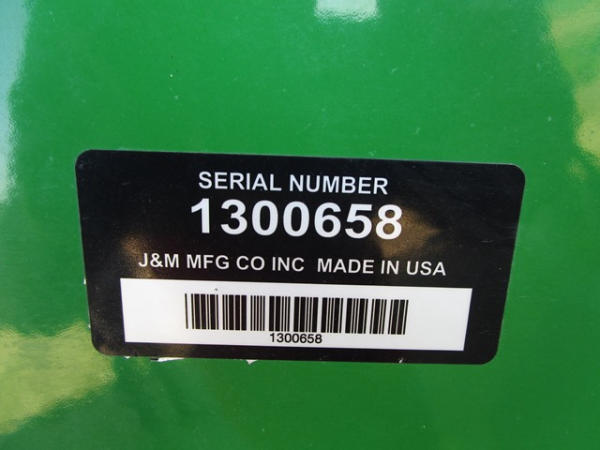 SERIAL NUMBER
1300658
J&M MFG CO INC MADE IN USA
1300658